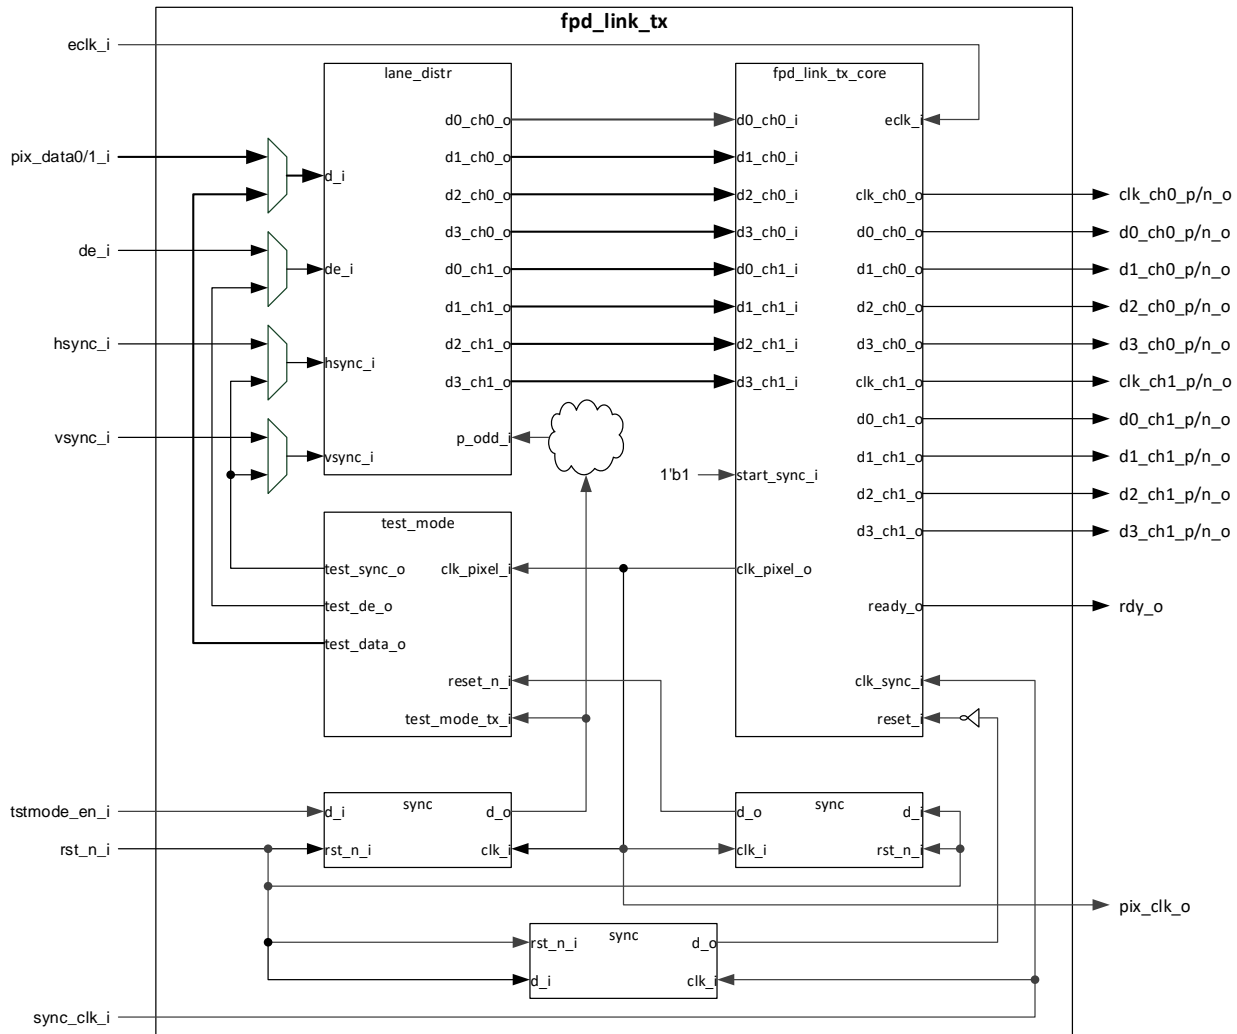 fpd_link_tx
eclk_i
lane_distr
fpd_link_tx_core
d0_ch0_o
d0_ch0_i
eclk_i
pix_data0/1_i
d_i
d1_ch0_o
d1_ch0_i
d2_ch0_o
d2_ch0_i
clk_ch0_o
clk_ch0_p/n_o
d3_ch0_o
d3_ch0_i
d0_ch0_o
d0_ch0_p/n_o
de_i
de_i
d0_ch1_o
d0_ch1_i
d1_ch0_o
d1_ch0_p/n_o
d1_ch1_o
d1_ch1_i
d2_ch0_o
d2_ch0_p/n_o
hsync_i
hsync_i
d2_ch1_o
d2_ch1_i
d3_ch0_o
d3_ch0_p/n_o
d3_ch1_o
d3_ch1_i
clk_ch1_o
clk_ch1_p/n_o
d0_ch1_o
d0_ch1_p/n_o
vsync_i
vsync_i
p_odd_i
d1_ch1_o
d1_ch1_p/n_o
1'b1
start_sync_i
d2_ch1_o
d2_ch1_p/n_o
d3_ch1_o
d3_ch1_p/n_o
test_mode
test_sync_o
clk_pixel_i
clk_pixel_o
test_de_o
ready_o
rdy_o
test_data_o
reset_n_i
clk_sync_i
test_mode_tx_i
reset_i
tstmode_en_i
d_i
sync
d_o
d_o
sync
d_i
rst_n_i
rst_n_i
clk_i
clk_i
rst_n_i
pix_clk_o
rst_n_i
sync
d_o
d_i
clk_i
sync_clk_i